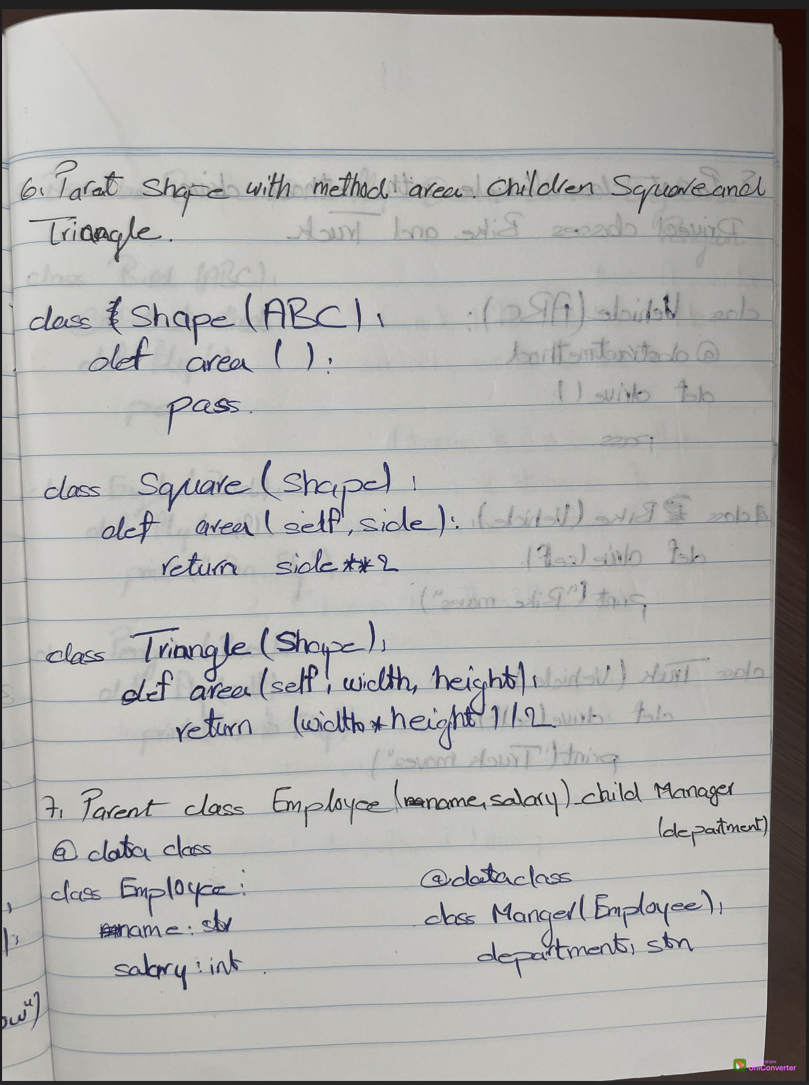 6. Paret Shape with method area. Children Square and
Triangle.
class Shape (ABC):
def area ():
pass.
class Square (Shape):
def area (self, side):
return side**2
class Triangle (Shape):
def area (self, width, height):
return (width * height)//2
7. Parent class Employee (name, salary) child Manager
(department)
@ data class
class Employee:
name: str
salary: int
@dataclass
class Manger (Employee):
department: str
ow")
UniConverter